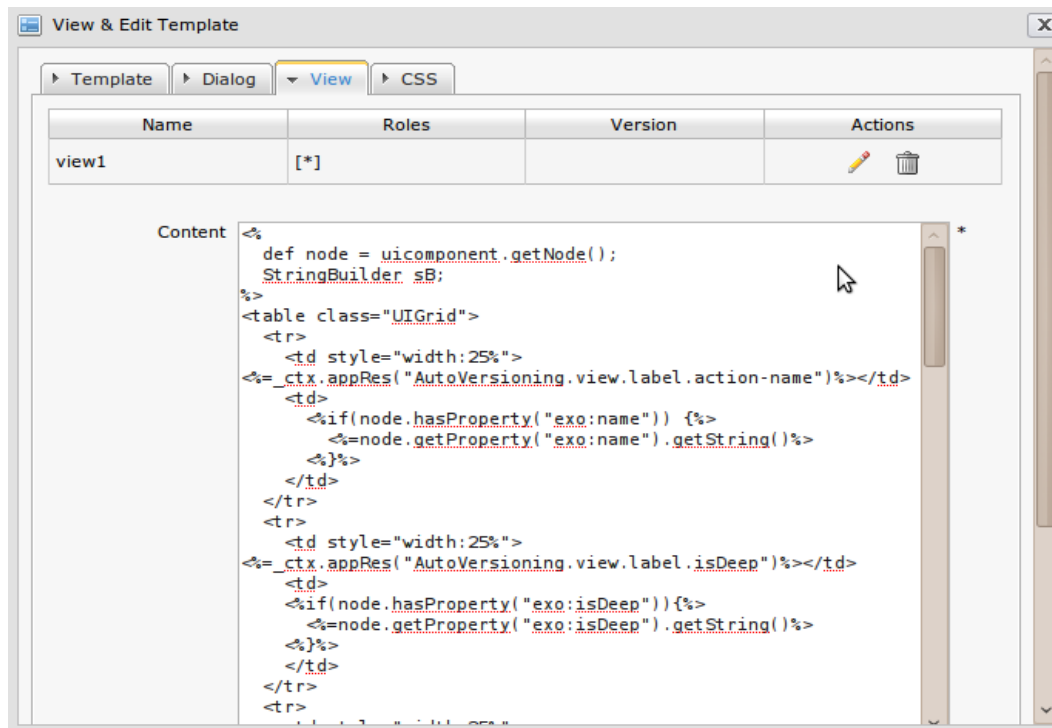 View & Edit Template
X
Template Dialog View CSS
Name Roles Version Actions
view1 [*]
Content *
<%
  def node = uicomponent.getNode();
  StringBuilder sB;
%>
<table class="UIGrid">
  <tr>
    <td style="width:25%">
<%=_ctx.appRes("AutoVersioning.view.label.action-name")%></td>
    <td>
      <%if(node.hasProperty("exo:name")) {%>
        <%=node.getProperty("exo:name").getString()%>
      <%}%>
    </td>
  </tr>
  <tr>
    <td style="width:25%">
<%=_ctx.appRes("AutoVersioning.view.label.isDeep")%></td>
    <td>
    <%if(node.hasProperty("exo:isDeep")){%>
      <%=node.getProperty("exo:isDeep").getString()%>
    <%}%>
    </td>
  </tr>
  <tr>